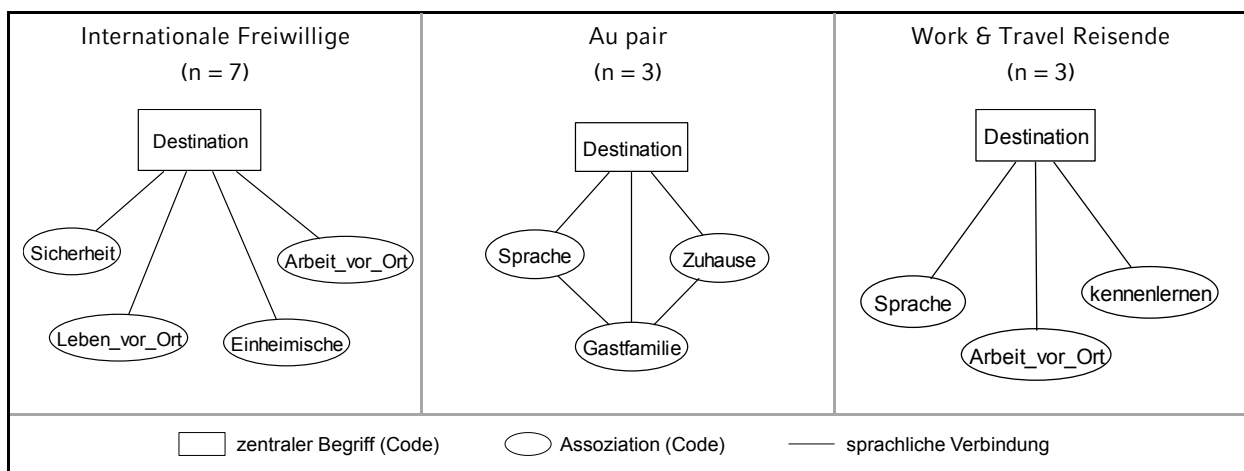 Internationale Freiwillige
(n = 7)
Destination
Sicherheit
Arbeit_vor_Ort
Leben_vor_Ort
Einheimische
Au pair
(n = 3)
Destination
Sprache
Zuhause
Gastfamilie
Work & Travel Reisende
(n = 3)
Destination
Sprache
kennenlernen
Arbeit_vor_Ort
zentraler Begriff (Code)
Assoziation (Code)
sprachliche Verbindung